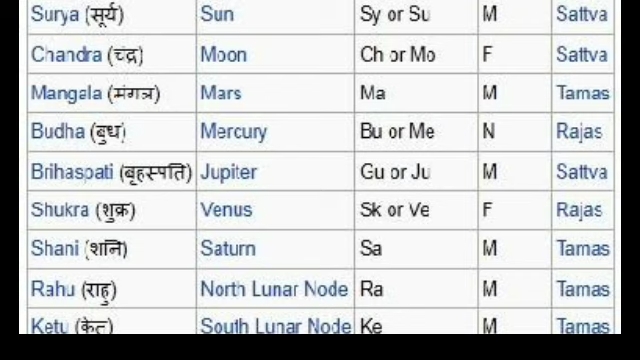 Surya (सूर्य) Sun Sy or Su M Sattva
Chandra (चंद्र) Moon Ch or Mo F Sattva
Mangala (मंगल) Mars Ma M Tamas
Budha (बुध) Mercury Bu or Me N Rajas
Brihaspati (बृहस्पति) Jupiter Gu or Ju M Sattva
Shukra (शुक्र) Venus Sk or Ve F Rajas
Shani (शनि) Saturn Sa M Tamas
Rahu (राहु) North Lunar Node Ra M Tamas
Ketu (केतु) South Lunar Node Ke M Tamas